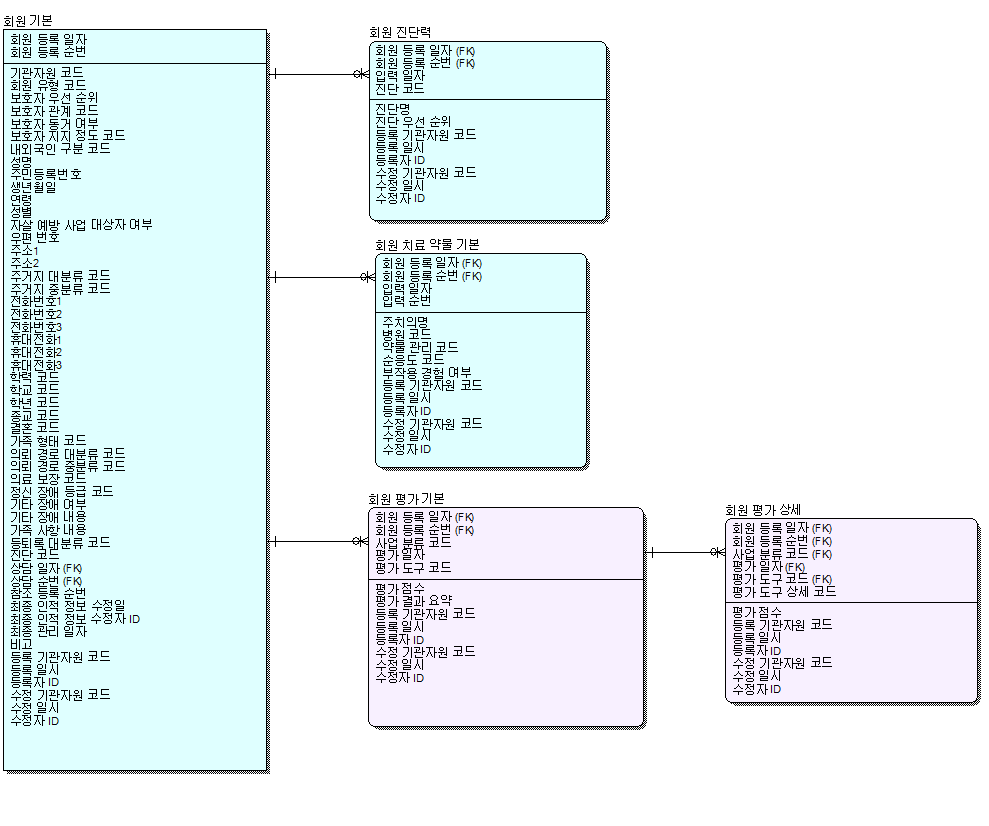 회원 기본
회원 등록 일자
회원 등록 순번
기관자원 코드
회원 유형 코드
보호자 우선 순위
보호자 관계 코드
보호자 동거 여부
보호자 지지 정도 코드
내외국인 구분 코드
성명
주민등록번호
생년월일
연령
성별
자살 예방 사업 대상자 여부
우편 번호
주소1
주소2
주거지 대분류 코드
주거지 중분류 코드
전화번호1
전화번호2
전화번호3
휴대전화1
휴대전화2
휴대전화3
학력 코드
학교 코드
학년 코드
종교 코드
결혼 코드
가족 형태 코드
의뢰 경로 대분류 코드
의뢰 경로 중분류 코드
의료 보장 코드
정신 장애 등급 코드
기타 장애 여부
기타 장애 내용
가족 사항 내용
등퇴록 대분류 코드
진단 코드
상담 일자 (FK)
상담 순번 (FK)
참조 등록 순번
최종 인적 정보 수정일
최종 인적 정보 수정자 ID
최종 관리 일자
비고
등록 기관자원 코드
등록 일시
등록자 ID
수정 기관자원 코드
수정 일시
수정자 ID
회원 진단력
회원 등록 일자 (FK)
회원 등록 순번 (FK)
입력 일자
진단 코드
진단명
진단 우선 순위
등록 기관자원 코드
등록 일시
등록자 ID
수정 기관자원 코드
수정 일시
수정자 ID
회원 치료 약물 기본
회원 등록 일자 (FK)
회원 등록 순번 (FK)
입력 일자
입력 순번
주치의명
병원 코드
약물 관리 코드
순응도 코드
부작용 경험 여부
등록 기관자원 코드
등록 일시
등록자 ID
수정 기관자원 코드
수정 일시
수정자 ID
회원 평가 기본
회원 등록 일자 (FK)
회원 등록 순번 (FK)
사업 분류 코드
평가 일자
평가 도구 코드
평가 점수
평가 결과 요약
등록 기관자원 코드
등록 일시
등록자 ID
수정 기관자원 코드
수정 일시
수정자 ID
회원 평가 상세
회원 등록 일자 (FK)
회원 등록 순번 (FK)
사업 분류 코드 (FK)
평가 일자 (FK)
평가 도구 코드 (FK)
평가 도구 상세 코드
평가 점수
등록 기관자원 코드
등록 일시
등록자 ID
수정 기관자원 코드
수정 일시
수정자 ID